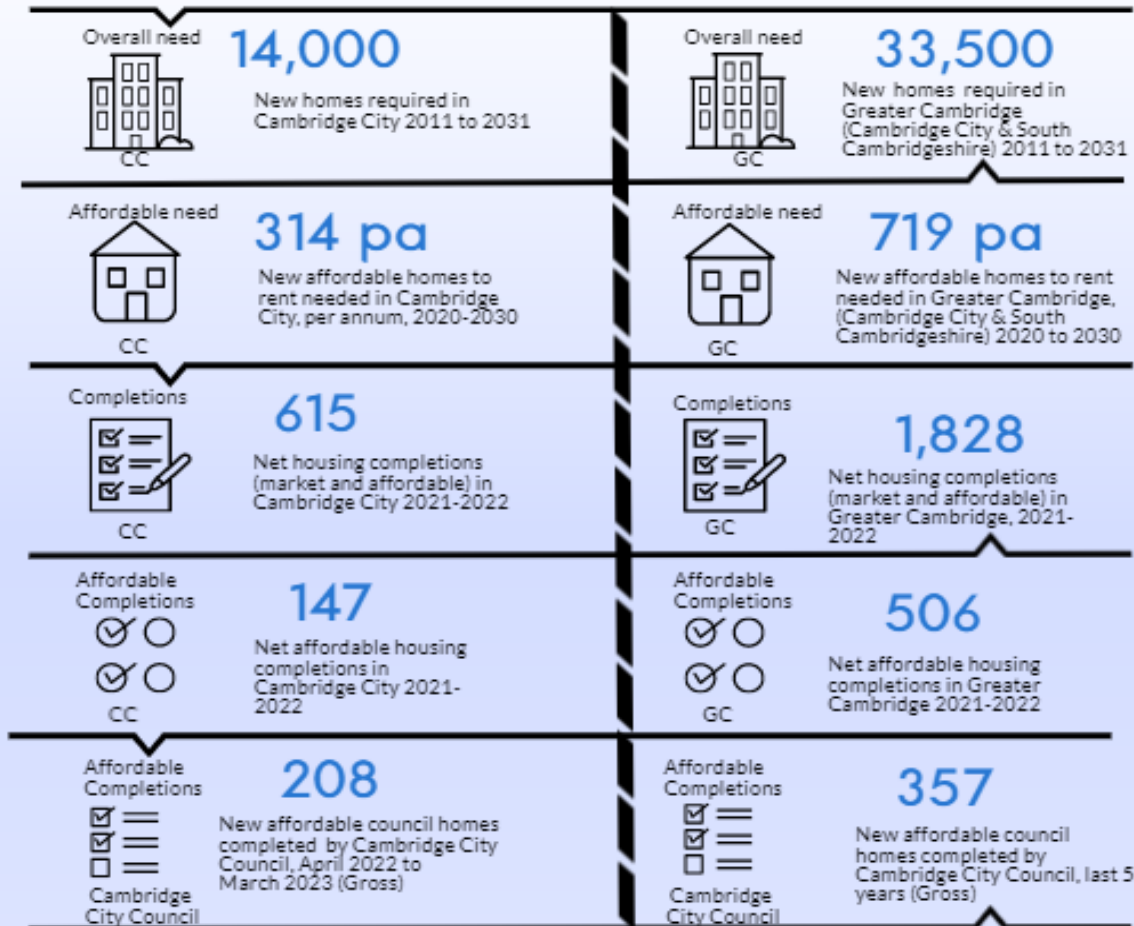 Overall need
14,000
New homes required in
Cambridge City 2011 to 2031
CC
Overall need
33,500
New homes required in
Greater Cambridge
(Cambridge City & South
Cambridgeshire) 2011 to 2031
GC
Affordable need
314 pa
New affordable homes to
rent needed in Cambridge
City, per annum, 2020-2030
CC
Affordable need
719 pa
New affordable homes to rent
needed in Greater Cambridge,
(Cambridge City & South
Cambridgeshire) 2020 to 2030
GC
Completions
615
Net housing completions
(market and affordable) in
Cambridge City 2021-2022
CC
Completions
1,828
Net housing completions
(market and affordable) in
Greater Cambridge, 2021-
2022
GC
Affordable
Completions
147
Net affordable housing
completions in
Cambridge City 2021-
2022
CC
Affordable
Completions
506
Net affordable housing
completions in Greater
Cambridge 2021-2022
GC
Affordable
Completions
208
New affordable council homes
completed by Cambridge City
Council, April 2022 to
March 2023 (Gross)
Cambridge
City Council
Affordable
Completions
357
New affordable council
homes completed by
Cambridge City Council, last 5
years (Gross)
Cambridge
City Council